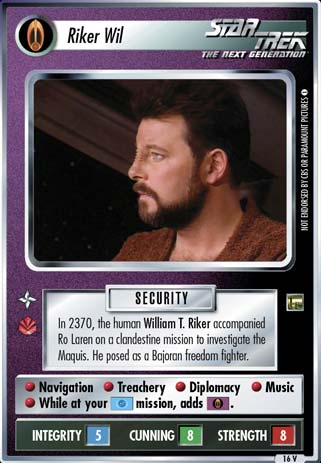 Riker Wil
STAR TREK
THE NEXT GENERATION
NOT ENDORSED BY CBS OR PARAMOUNT PICTURES
SECURITY
In 2370, the human William T. Riker accompanied
Ro Laren on a clandestine mission to investigate the
Maquis. He posed as a Bajoran freedom fighter.
Navigation Treachery Diplomacy Music
While at your mission, adds .
INTEGRITY 5 CUNNING 8 STRENGTH 8
16 V